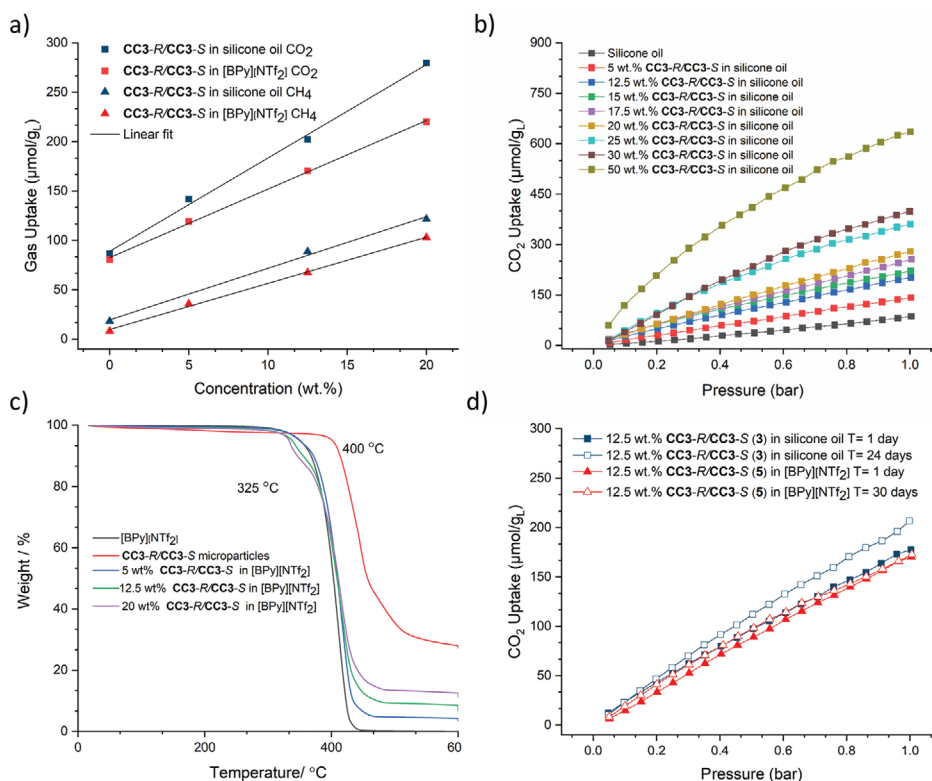 a)
Gas Uptake (µmol/gL)
300
250
200
150
100
50
0
CC3-R/CC3-S in silicone oil CO2
CC3-R/CC3-S in [BPy][NTf2] CO2
CC3-R/CC3-S in silicone oil CH4
CC3-R/CC3-S in [BPy][NTf2] CH4
Linear fit
0
5
10
15
20
Concentration (wt.%)
b)
CO2 Uptake (µmol/gL)
900
750
600
450
300
150
0
Silicone oil
5 wt.% CC3-R/CC3-S in silicone oil
12.5 wt.% CC3-R/CC3-S in silicone oil
15 wt.% CC3-R/CC3-S in silicone oil
17.5 wt.% CC3-R/CC3-S in silicone oil
20 wt.% CC3-R/CC3-S in silicone oil
25 wt.% CC3-R/CC3-S in silicone oil
30 wt.% CC3-R/CC3-S in silicone oil
50 wt.% CC3-R/CC3-S in silicone oil
0.0
0.2
0.4
0.6
0.8
1.0
Pressure (bar)
c)
Weight / %
100
80
60
40
20
0
400 °C
325 °C
[BPy][NTf2]
CC3-R/CC3-S microparticles
5 wt% CC3-R/CC3-S in [BPy][NTf2]
12.5 wt% CC3-R/CC3-S in [BPy][NTf2]
20 wt% CC3-R/CC3-S in [BPy][NTf2]
0
200
400
60
Temperature/ °C
d)
CO2 Uptake (µmol/gL)
300
250
200
150
100
50
0
12.5 wt.% CC3-R/CC3-S (3) in silicone oil T= 1 day
12.5 wt.% CC3-R/CC3-S (3) in silicone oil T= 24 days
12.5 wt.% CC3-R/CC3-S (5) in [BPy][NTf2] T= 1 day
12.5 wt.% CC3-R/CC3-S (5) in [BPy][NTf2] T= 30 days
0.0
0.2
0.4
0.6
0.8
1.0
Pressure (bar)